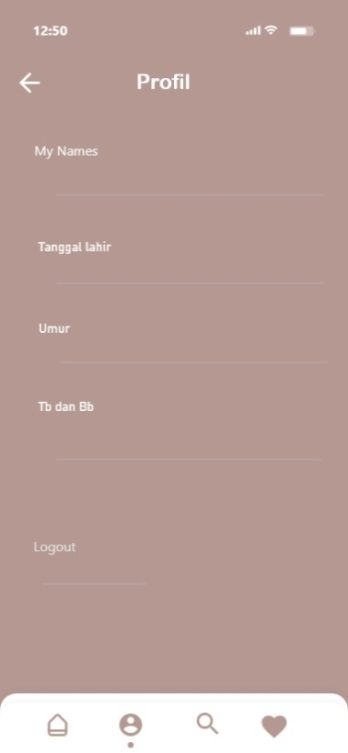 12:50
Profil
My Names
Tanggal lahir
Umur
Tb dan Bb
Logout